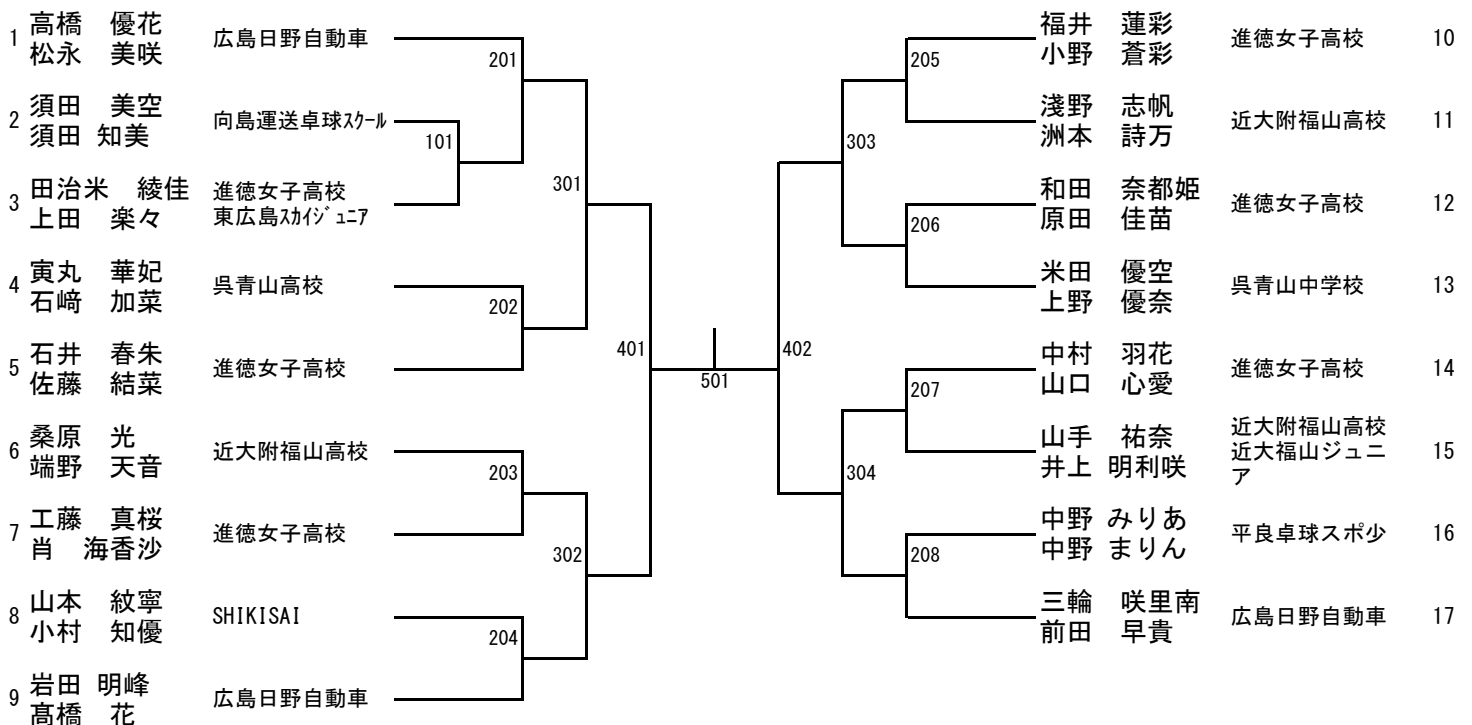 1 高橋　優花 広島日野自動車
松永　美咲
201
2 須田　美空 向島運送卓球スクール
須田 知美
101
3 田治米　綾佳 進徳女子高校
上田　楽々 東広島スカイジュニア
301
4 寅丸　華妃 呉青山高校
石﨑　加菜
202
5 石井　春朱 進徳女子高校
佐藤　結菜
401
6 桑原　光 近大附福山高校
端野　天音
203
7 工藤　真桜 進徳女子高校
肖　海香沙
302
8 山本　紋寧 SHIKISAI
小村　知優
204
9 岩田 明峰 広島日野自動車
髙橋　花
501
福井　蓮彩 進徳女子高校 10
小野　蒼彩
205
淺野　志帆 近大附福山高校 11
洲本　詩万
303
和田　奈都姫 進徳女子高校 12
原田　佳苗
206
米田　優空 呉青山中学校 13
上野　優奈
402
中村　羽花 進徳女子高校 14
山口　心愛
207
山手　祐奈 近大附福山高校 15
井上 明利咲 近大福山ジュニ
ア
304
中野 みりあ 平良卓球スポ少 16
中野 まりん
208
三輪　咲里南 広島日野自動車 17
前田　早貴